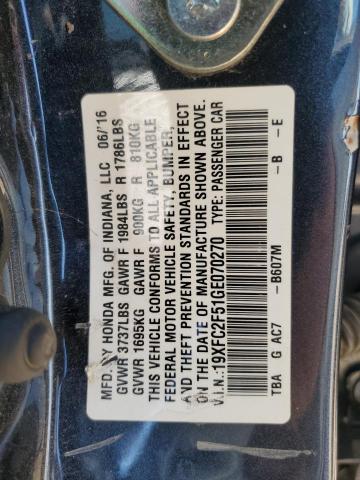 MFD. BY HONDA MFG. OF INDIANA, LLC 06/'16
GVWR 3737LBS GAWR F 1984LBS R 1786LBS
GVWR 1695KG GAWR F 900KG R 810KG
THIS VEHICLE CONFORMS TO ALL APPLICABLE
FEDERAL MOTOR VEHICLE SAFETY, BUMPER,
AND THEFT PREVENTION STANDARDS IN EFFECT
ON THE DATE OF MANUFACTURE SHOWN ABOVE.
V.I.N.:19XFC2F51GE070270 TYPE: PASSENGER CAR
TBA G AC7 -B607M -B -E